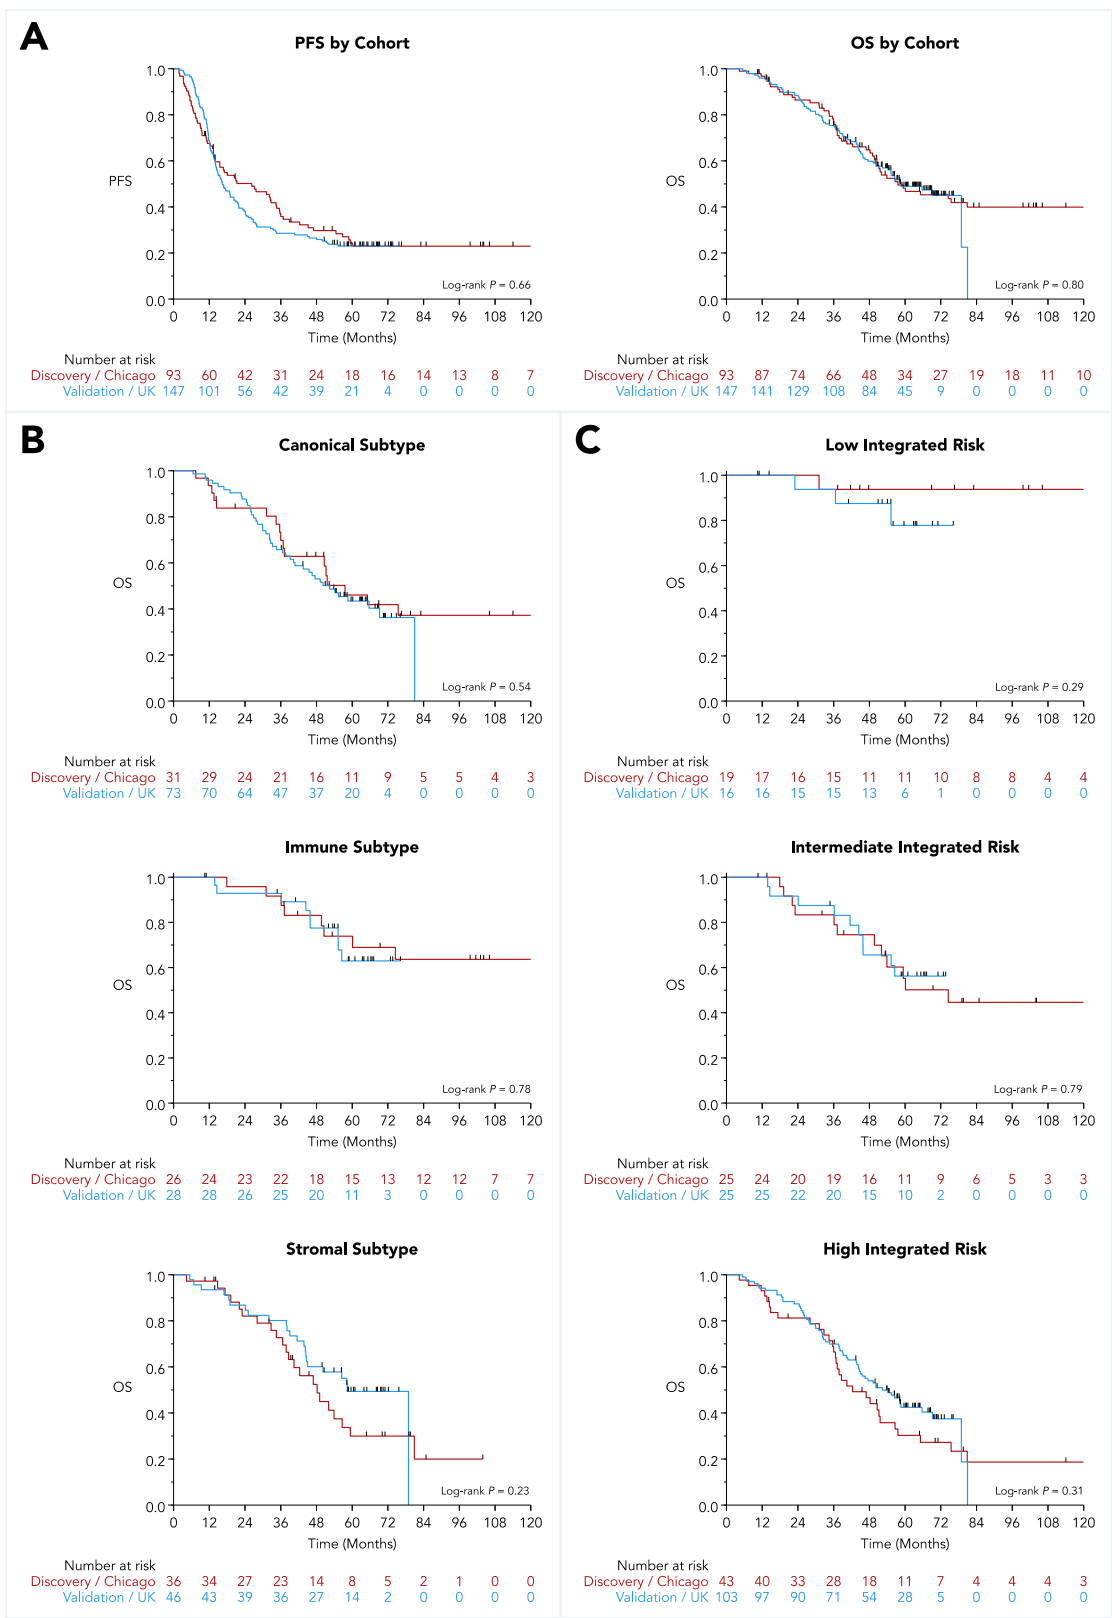 A
PFS by Cohort
1.0
0.8
0.6
0.4
0.2
0.0
PFS
Log-rank P = 0.66
0 12 24 36 48 60 72 84 96 108 120
Time (Months)
Number at risk
Discovery / Chicago 93 60 42 31 24 18 16 14 13 8 7
Validation / UK 147 101 56 42 39 21 4 0 0 0 0
OS by Cohort
1.0
0.8
0.6
0.4
0.2
0.0
OS
Log-rank P = 0.80
0 12 24 36 48 60 72 84 96 108 120
Time (Months)
Number at risk
Discovery / Chicago 93 87 74 66 48 34 27 19 18 11 10
Validation / UK 147 141 129 108 84 45 9 0 0 0 0
B
Canonical Subtype
1.0
0.8
0.6
0.4
0.2
0.0
OS
Log-rank P = 0.54
0 12 24 36 48 60 72 84 96 108 120
Time (Months)
Number at risk
Discovery / Chicago 31 29 24 21 16 11 9 5 5 4 3
Validation / UK 73 70 64 47 37 20 4 0 0 0 0
Immune Subtype
1.0
0.8
0.6
0.4
0.2
0.0
OS
Log-rank P = 0.78
0 12 24 36 48 60 72 84 96 108 120
Time (Months)
Number at risk
Discovery / Chicago 26 24 23 22 18 15 13 12 12 7 7
Validation / UK 28 28 26 25 20 11 3 0 0 0 0
Stromal Subtype
1.0
0.8
0.6
0.4
0.2
0.0
OS
Log-rank P = 0.23
0 12 24 36 48 60 72 84 96 108 120
Time (Months)
Number at risk
Discovery / Chicago 36 34 27 23 14 8 5 2 1 0 0
Validation / UK 46 43 39 36 27 14 2 0 0 0 0
C
Low Integrated Risk
1.0
0.8
0.6
0.4
0.2
0.0
OS
Log-rank P = 0.29
0 12 24 36 48 60 72 84 96 108 120
Time (Months)
Number at risk
Discovery / Chicago 19 17 16 15 11 11 10 8 8 4 4
Validation / UK 16 16 15 15 13 6 1 0 0 0 0
Intermediate Integrated Risk
1.0
0.8
0.6
0.4
0.2
0.0
OS
Log-rank P = 0.79
0 12 24 36 48 60 72 84 96 108 120
Time (Months)
Number at risk
Discovery / Chicago 25 24 20 19 16 11 9 6 5 3 3
Validation / UK 25 25 22 20 15 10 2 0 0 0 0
High Integrated Risk
1.0
0.8
0.6
0.4
0.2
0.0
OS
Log-rank P = 0.31
0 12 24 36 48 60 72 84 96 108 120
Time (Months)
Number at risk
Discovery / Chicago 43 40 33 28 18 11 7 4 4 4 3
Validation / UK 103 97 90 71 54 28 5 0 0 0 0